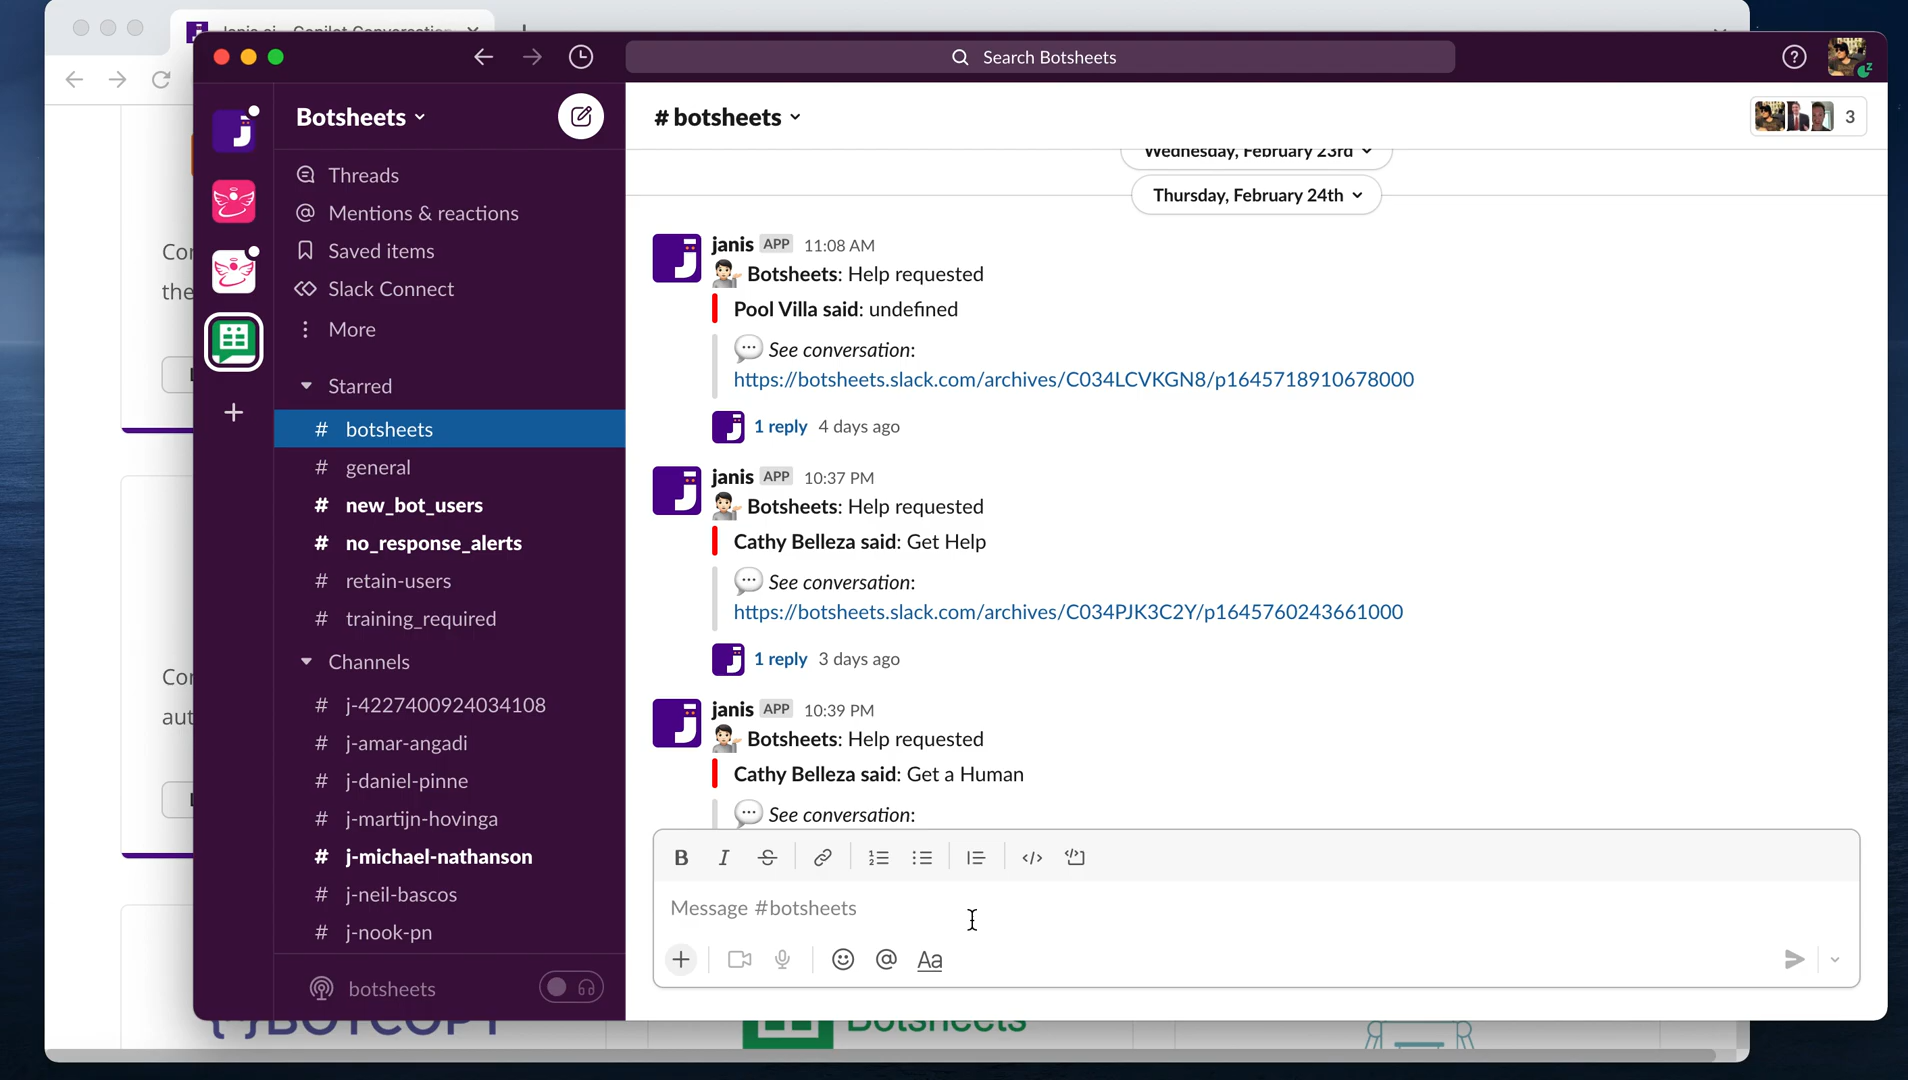 Search Botsheets
Botsheets
Threads
Mentions & reactions
Saved items
Slack Connect
More
Starred
# botsheets
# general
# new_bot_users
# no_response_alerts
# retain-users
# training_required
Channels
# j-4227400924034108
# j-amar-angadi
# j-daniel-pinne
# j-martijn-hovinga
# j-michael-nathanson
# j-neil-bascos
# j-nook-pn
botsheets
# botsheets
3
Wednesday, February 23rd
Thursday, February 24th
janis APP 11:08 AM
Botsheets: Help requested
Pool Villa said: undefined
See conversation:
https://botsheets.slack.com/archives/C034LCVKGN8/p1645718910678000
1 reply 4 days ago
janis APP 10:37 PM
Botsheets: Help requested
Cathy Belleza said: Get Help
See conversation:
https://botsheets.slack.com/archives/C034PJK3C2Y/p1645760243661000
1 reply 3 days ago
janis APP 10:39 PM
Botsheets: Help requested
Cathy Belleza said: Get a Human
See conversation:
Message #botsheets
Aa
BOTCOPY
Botsheets